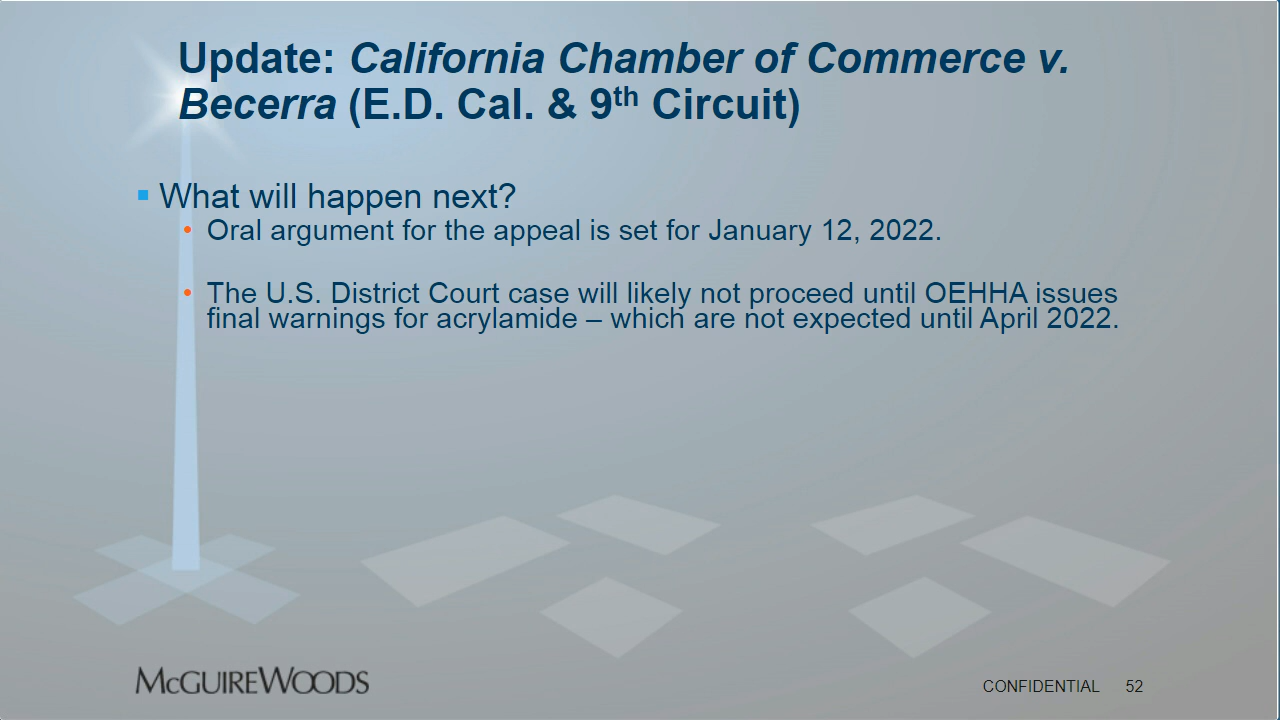 Update: California Chamber of Commerce v.
Becerra (E.D. Cal. & 9th Circuit)
▪ What will happen next?
• Oral argument for the appeal is set for January 12, 2022.
• The U.S. District Court case will likely not proceed until OEHHA issues
final warnings for acrylamide – which are not expected until April 2022.
McGUIREWOODS
CONFIDENTIAL 52